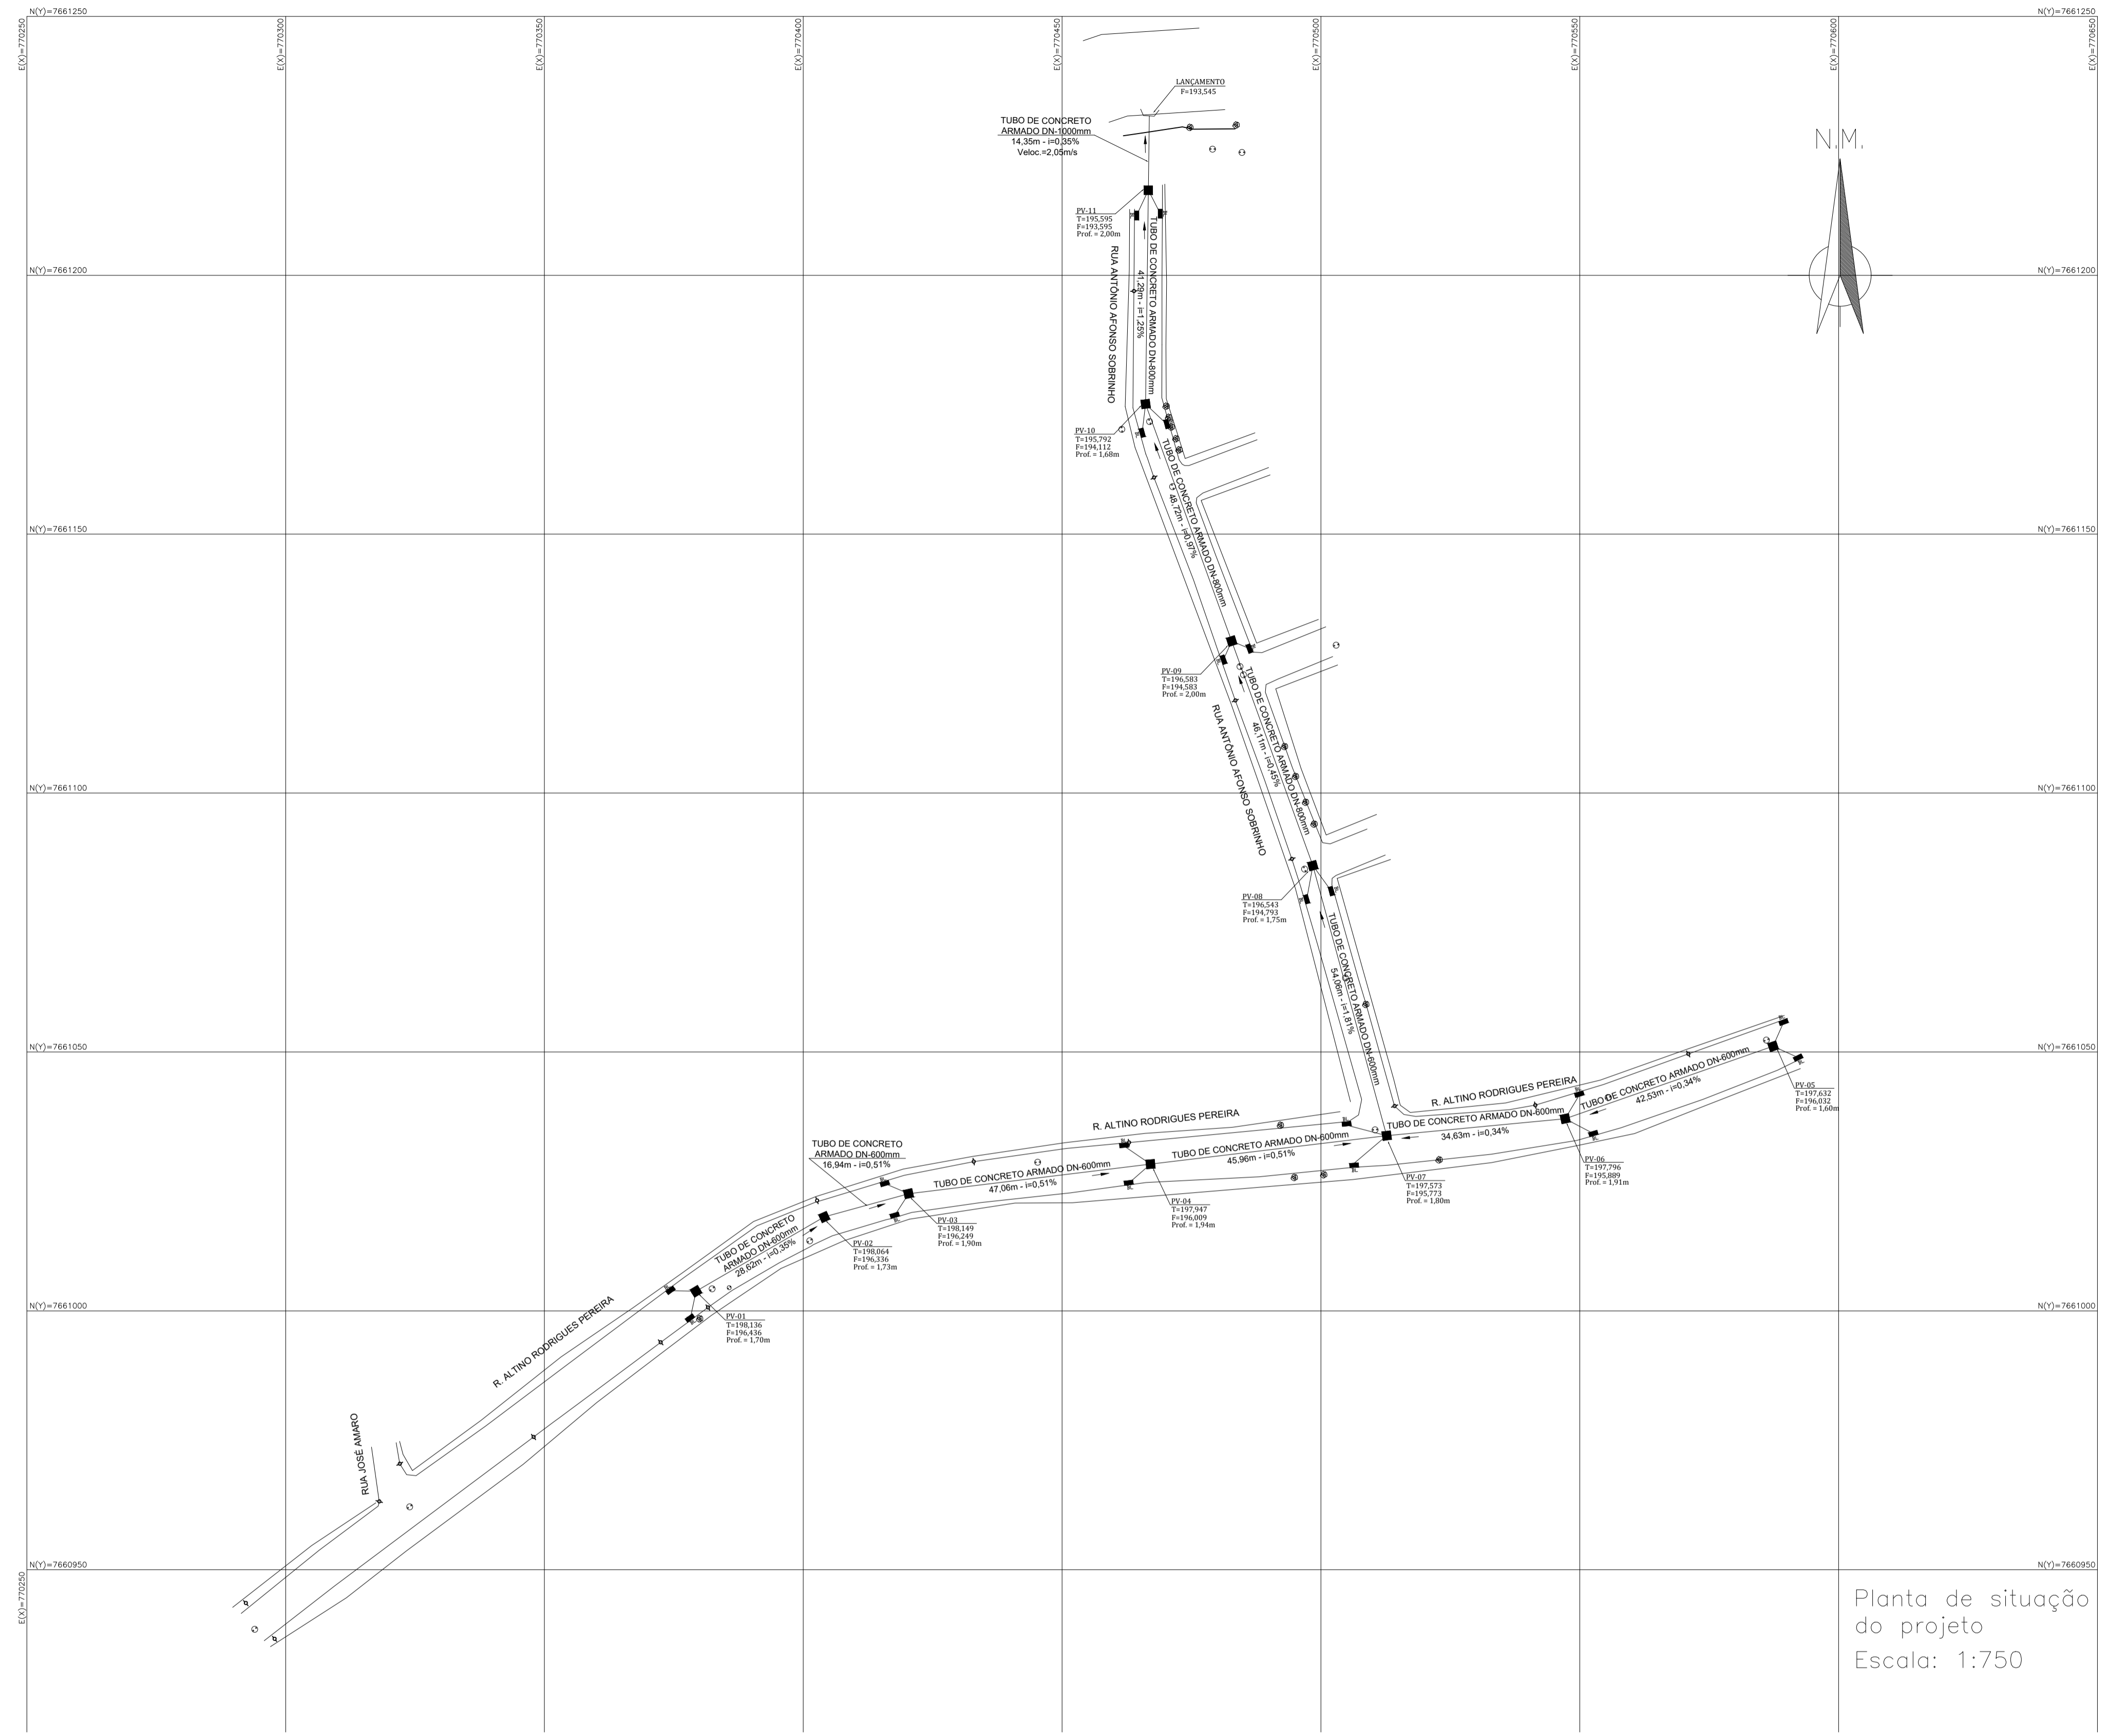 N(Y)=7661250
N(Y)=7661250
E(X)=770250
E(X)=770300
E(X)=770350
E(X)=770400
E(X)=770450
E(X)=770500
E(X)=770550
E(X)=770600
E(X)=770650
LANÇAMENTO
F=193,545
TUBO DE CONCRETO
ARMADO DN-1000mm
14,35m - i=0,35%
Veloc.=2,05m/s
N.M.
PV-11
T=195,595
F=193,595
Prof. = 2,00m
RUA ANTÔNIO AFONSO SOBRINHO
TUBO DE CONCRETO ARMADO DN-800mm
41,29m - i=1,25%
N(Y)=7661200
N(Y)=7661200
PV-10
T=195,792
F=194,112
Prof. = 1,68m
TUBO DE CONCRETO ARMADO DN-800mm
48,72m - i=0,97%
N(Y)=7661150
N(Y)=7661150
PV-09
T=196,583
F=194,583
Prof. = 2,00m
TUBO DE CONCRETO ARMADO DN-800mm
46,11m - i=0,45%
RUA ANTÔNIO AFONSO SOBRINHO
N(Y)=7661100
N(Y)=7661100
PV-08
T=196,543
F=194,793
Prof. = 1,75m
TUBO DE CONCRETO ARMADO DN-600mm
54,06m - i=1,81%
N(Y)=7661050
N(Y)=7661050
TUBO DE CONCRETO ARMADO DN-600mm
42,53m - i=0,34%
PV-05
T=197,632
F=196,032
Prof. = 1,60m
R. ALTINO RODRIGUES PEREIRA
R. ALTINO RODRIGUES PEREIRA
TUBO DE CONCRETO ARMADO DN-600mm
34,63m - i=0,34%
TUBO DE CONCRETO ARMADO DN-600mm
45,96m - i=0,51%
TUBO DE CONCRETO
ARMADO DN-600mm
16,94m - i=0,51%
TUBO DE CONCRETO ARMADO DN-600mm
47,06m - i=0,51%
PV-06
T=197,796
F=195,889
Prof. = 1,91m
PV-07
T=197,573
F=195,773
Prof. = 1,80m
PV-04
T=197,947
F=196,009
Prof. = 1,94m
PV-03
T=198,149
F=196,249
Prof. = 1,90m
PV-02
T=198,064
F=196,336
Prof. = 1,73m
TUBO DE CONCRETO
ARMADO DN-600mm
28,62m - i=0,35%
N(Y)=7661000
N(Y)=7661000
PV-01
T=198,136
F=196,436
Prof. = 1,70m
R. ALTINO RODRIGUES PEREIRA
RUA JOSÉ AMARO
N(Y)=7660950
N(Y)=7660950
E(X)=770250
Planta de situação
do projeto
Escala: 1:750